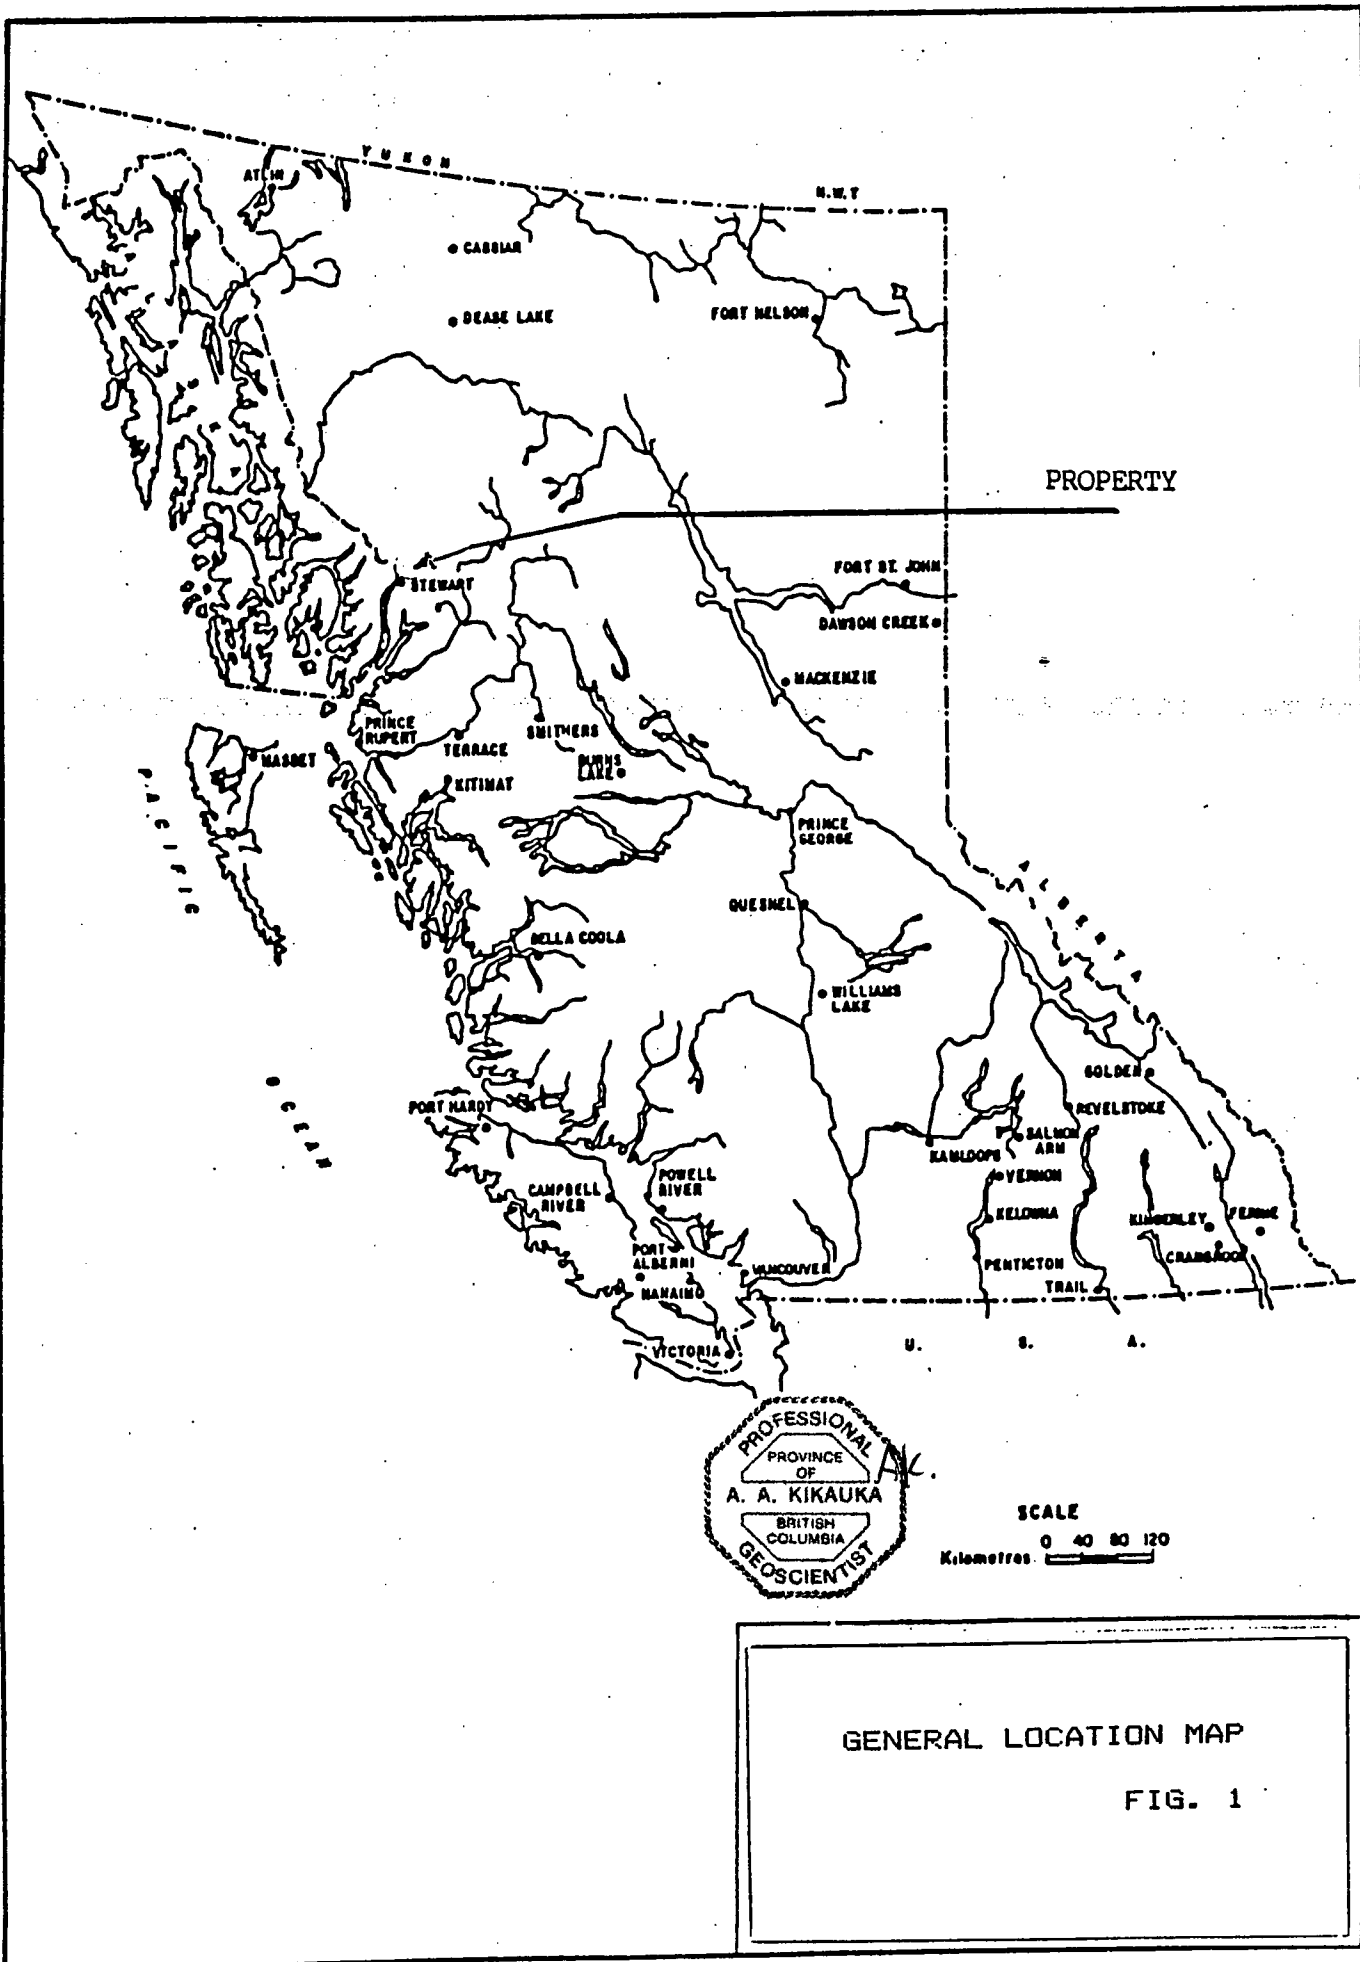 YUKON
N.W.T
ATLIN
CASSIAR
DEASE LAKE
FORT NELSON
PROPERTY
STEWART
FORT ST. JOHN
DAWSON CREEK
MACKENZIE
PRINCE
RUPERT
TERRACE
SMITHERS
BURNS
LAKE
MASSET
KITIMAT
PACIFIC
PRINCE
GEORGE
ALBERTA
QUESNEL
BELLA COOLA
WILLIAMS
LAKE
OCEAN
GOLDEN
PORT HARDY
REVELSTOKE
SALMON
ARM
KAMLOOPS
VERNON
POWELL
RIVER
CAMPBELL
RIVER
KELOWNA
KIMBERLEY
FERNIE
PORT
ALBERNI
CRANBROOK
PENTICTON
VANCOUVER
NANAIMO
TRAIL
VICTORIA
U. S. A.
PROFESSIONAL
PROVINCE
OF
A. A. KIKAUKA
BRITISH
COLUMBIA
GEOSCIENTIST
AK.
SCALE
0 40 80 120
Kilometres
GENERAL LOCATION MAP
FIG. 1